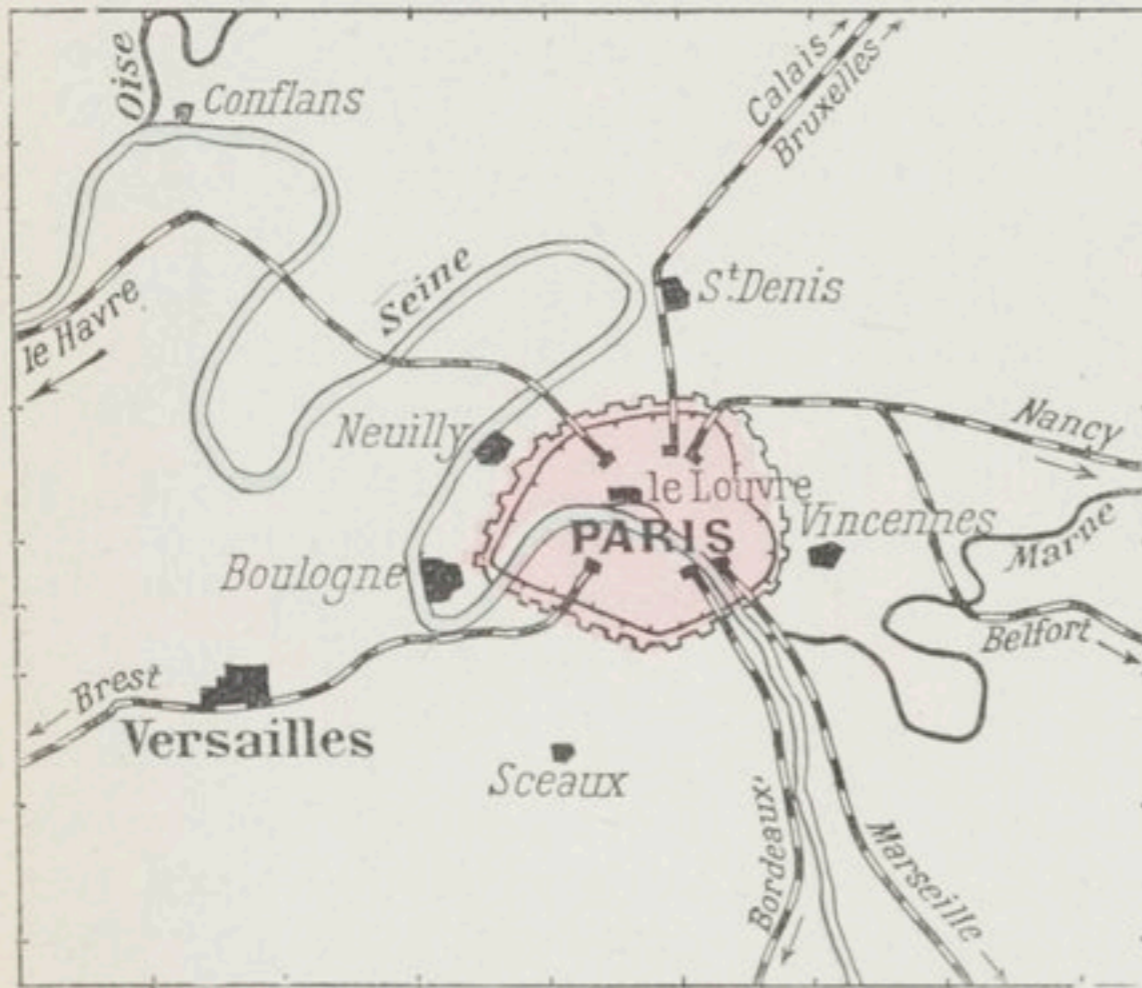 Oise
Conflans
Calais
Bruxelles
Seine
St. Denis
le Havre
Neuilly
Nancy
le Louvre
PARIS
Vincennes
Marne
Boulogne
Belfort
Brest
Versailles
Sceaux
Bordeaux
Marseille